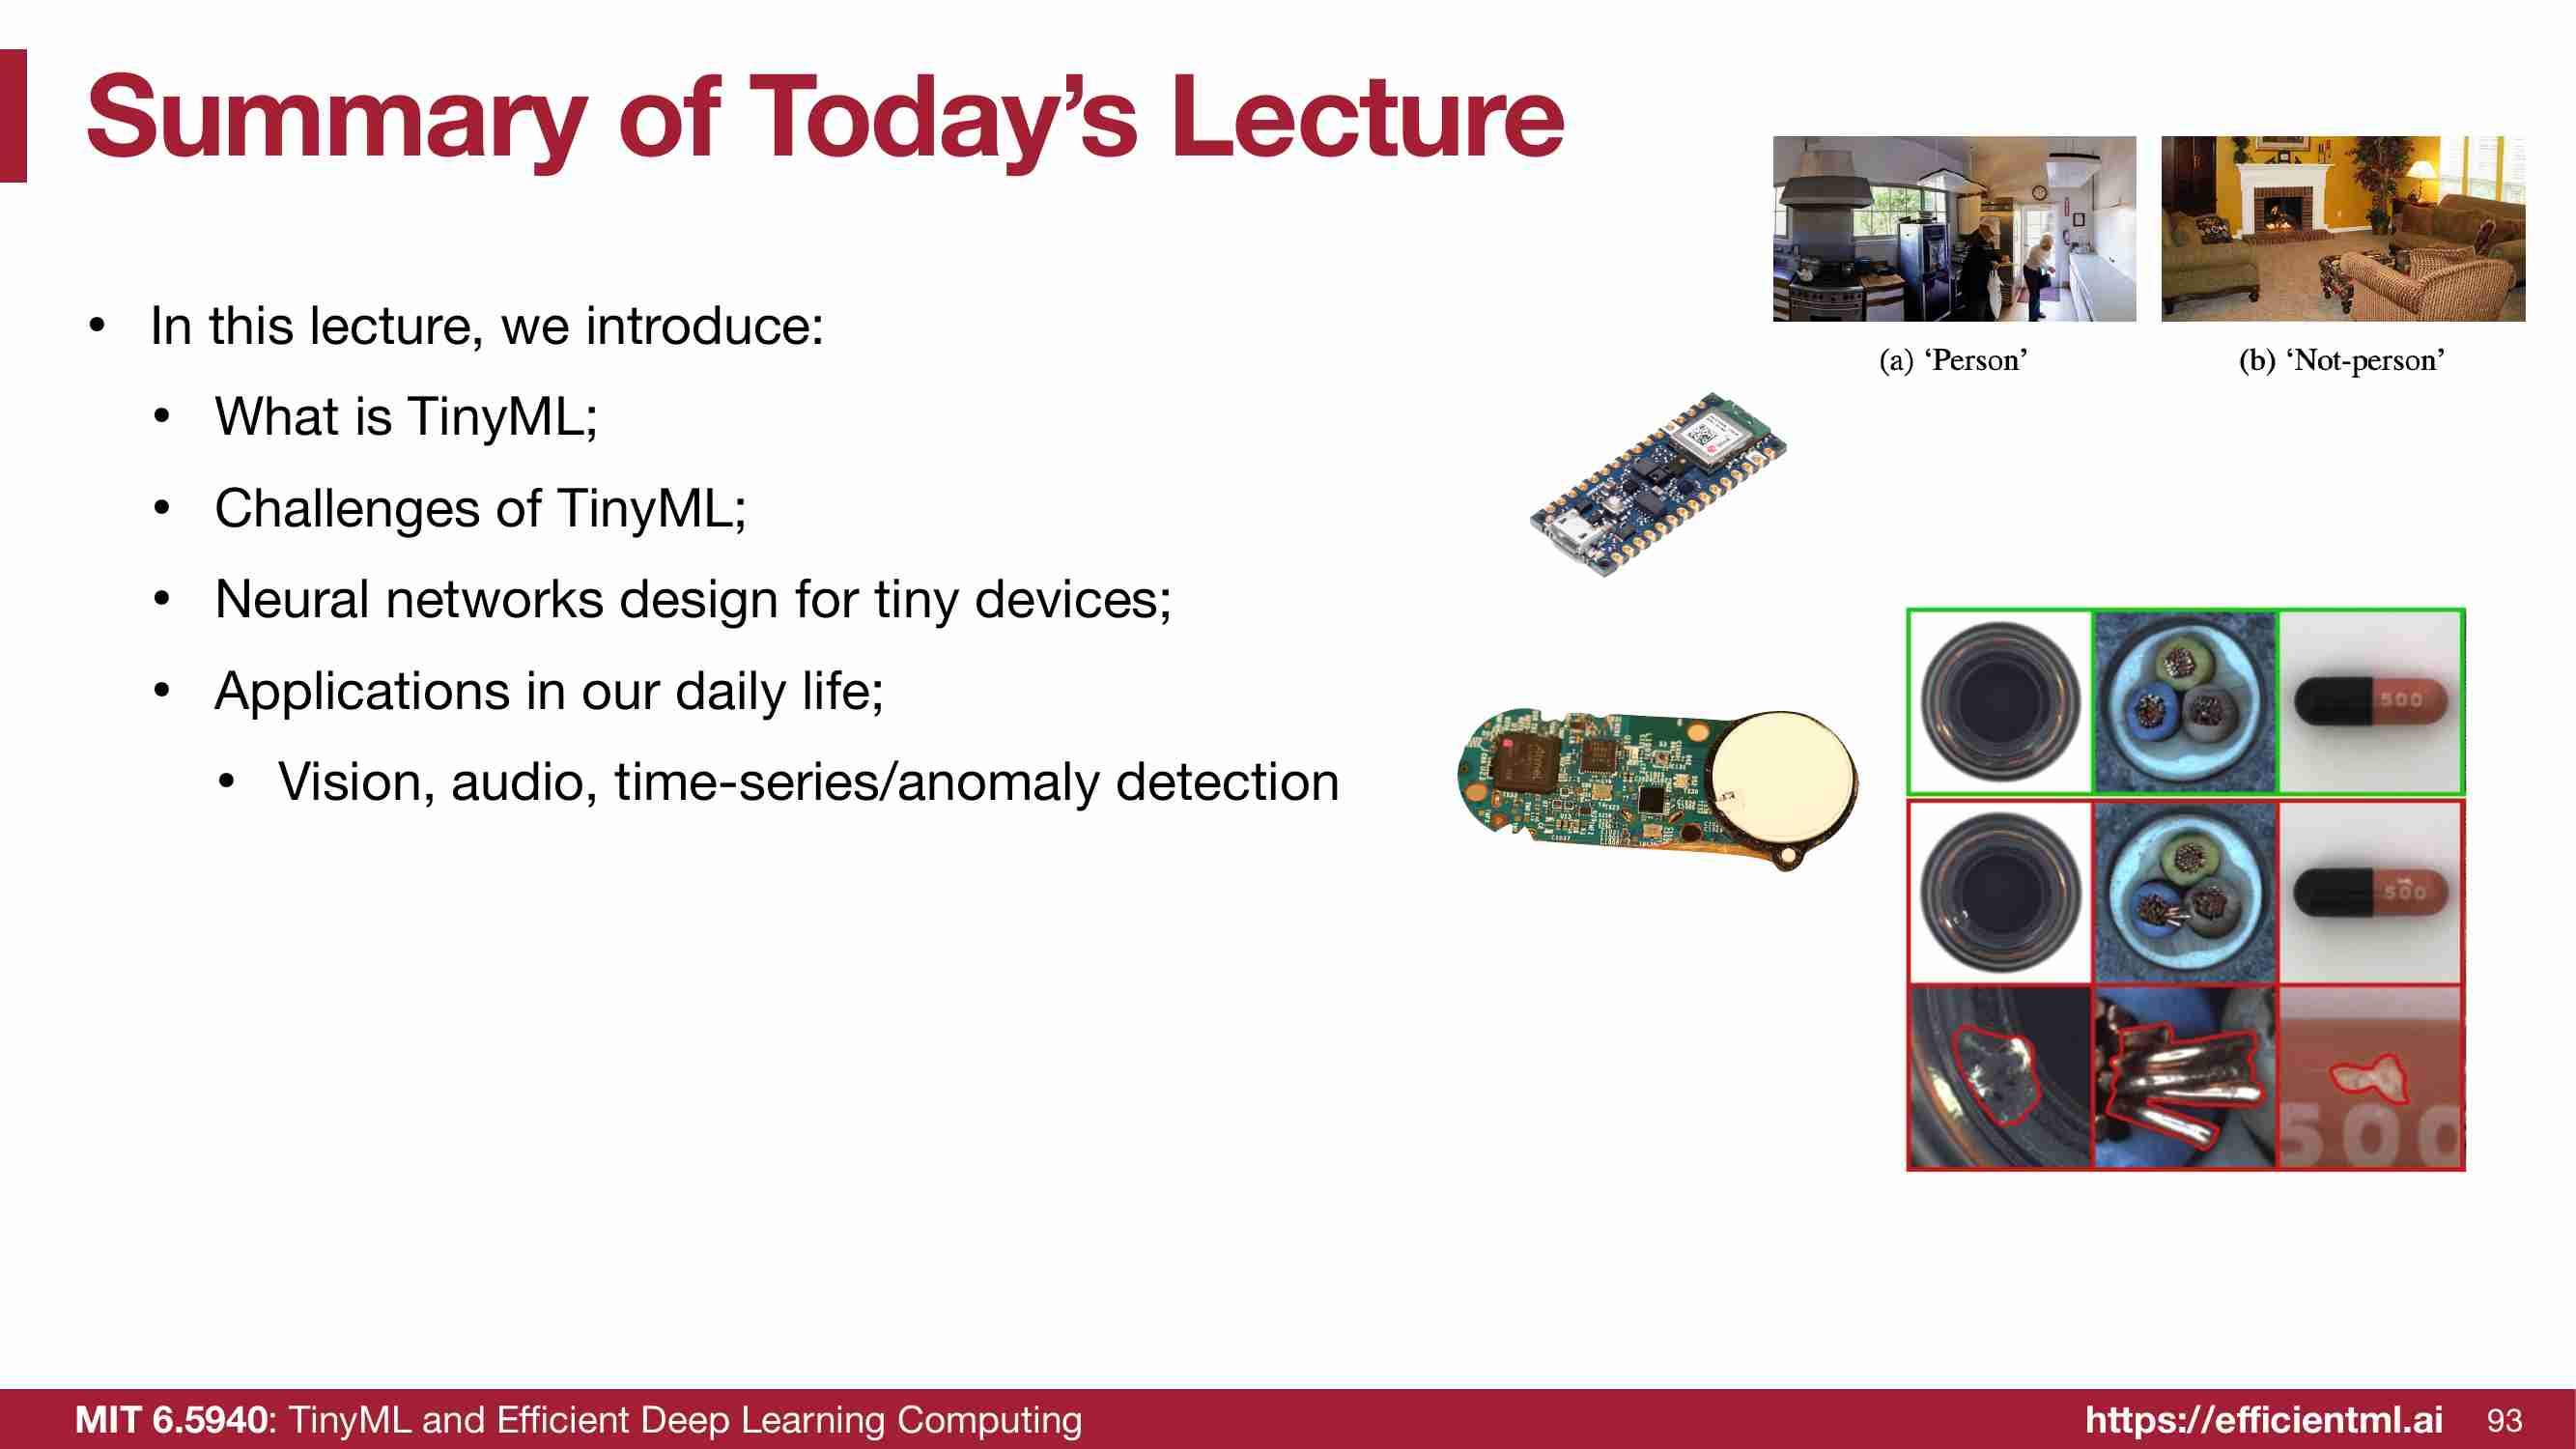 Summary of Today’s Lecture
• In this lecture, we introduce:
• What is TinyML;
• Challenges of TinyML;
• Neural networks design for tiny devices;
• Applications in our daily life;
• Vision, audio, time-series/anomaly detection
(a) ‘Person’
(b) ‘Not-person’
500
500
500
MIT 6.5940: TinyML and Efficient Deep Learning Computing
https://efficientml.ai
93